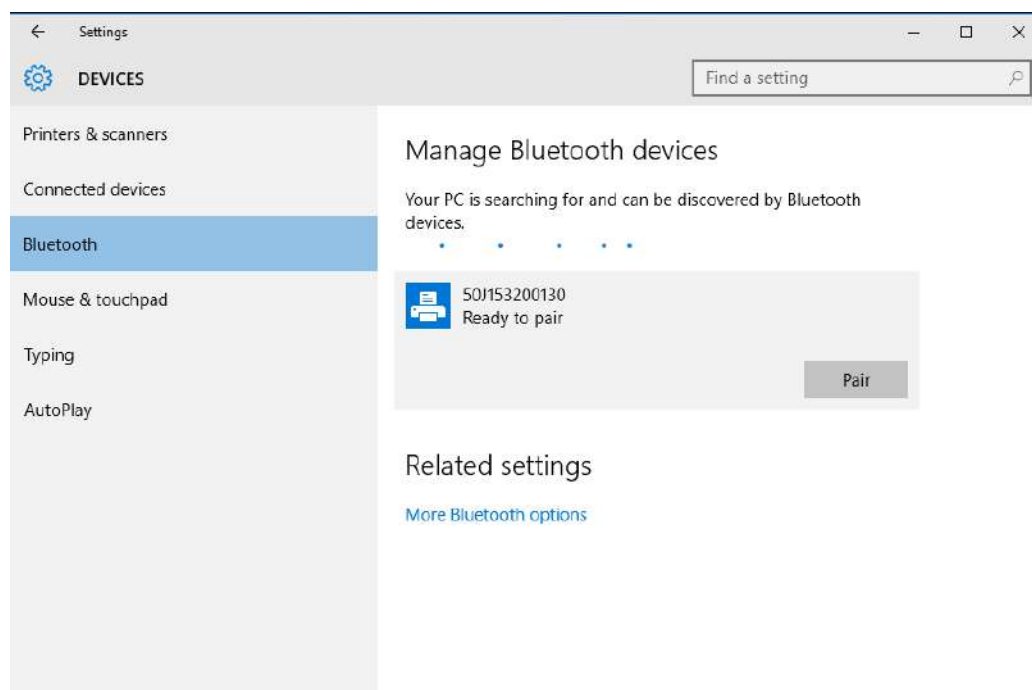 Settings
DEVICES
Find a setting
Printers & scanners
Connected devices
Bluetooth
Mouse & touchpad
Typing
AutoPlay
Manage Bluetooth devices
Your PC is searching for and can be discovered by Bluetooth
devices.
50J153200130
Ready to pair
Pair
Related settings
More Bluetooth options